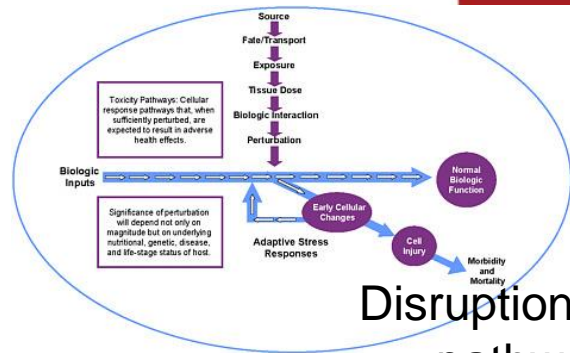 Source
Fate/Transport
Exposure
Tissue Dose
Biologic Interaction
Perturbation
Toxicity Pathways: Cellular
response pathways that, when
sufficiently perturbed, are
expected to result in adverse
health effects.
Biologic
Inputs
Normal
Biologic
Function
Significance of perturbation
will depend not only on
magnitude but on underlying
nutritional, genetic, disease,
and life-stage status of host.
Early Cellular
Changes
Adaptive Stress
Responses
Cell
Injury
Morbidity
and
Mortality
Disruption